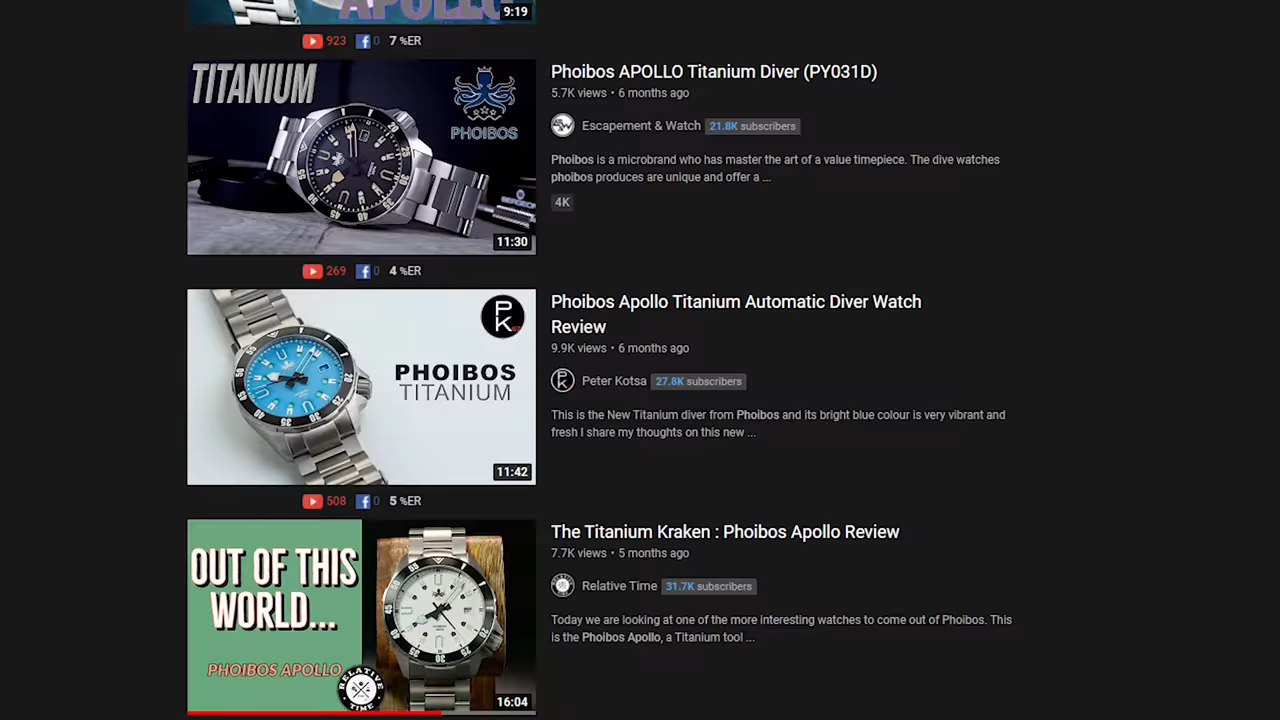 APOLLO
9:19
923 0 7 %ER
TITANIUM
PHOIBOS
11:30
Phoibos APOLLO Titanium Diver (PY031D)
5.7K views • 6 months ago
Escapement & Watch 21.8K subscribers
Phoibos is a microbrand who has master the art of a value timepiece. The dive watches
phoibos produces are unique and offer a ...
4K
269 0 4 %ER
PK
PHOIBOS
TITANIUM
11:42
Phoibos Apollo Titanium Automatic Diver Watch
Review
9.9K views • 6 months ago
Peter Kotsa 27.8K subscribers
This is the New Titanium diver from Phoibos and its bright blue colour is very vibrant and
fresh I share my thoughts on this new ...
508 0 5 %ER
OUT OF THIS
WORLD...
PHOIBOS APOLLO
RELATIVE
TIME
16:04
The Titanium Kraken : Phoibos Apollo Review
7.7K views • 5 months ago
Relative Time 31.7K subscribers
Today we are looking at one of the more interesting watches to come out of Phoibos. This
is the Phoibos Apollo, a Titanium tool ...